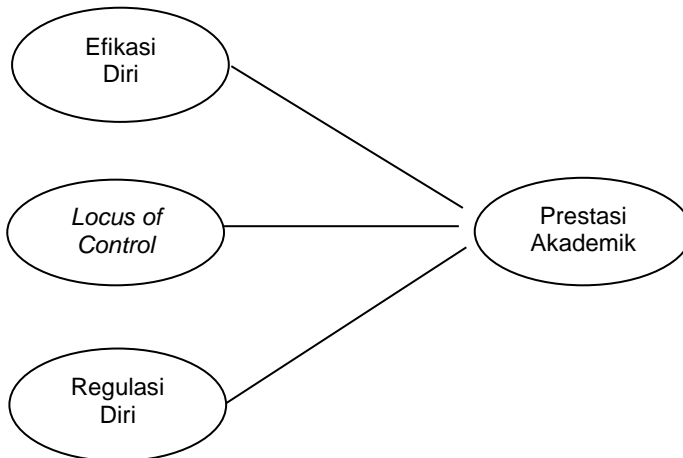 Efikasi
Diri
Locus of
Control
Prestasi
Akademik
Regulasi
Diri